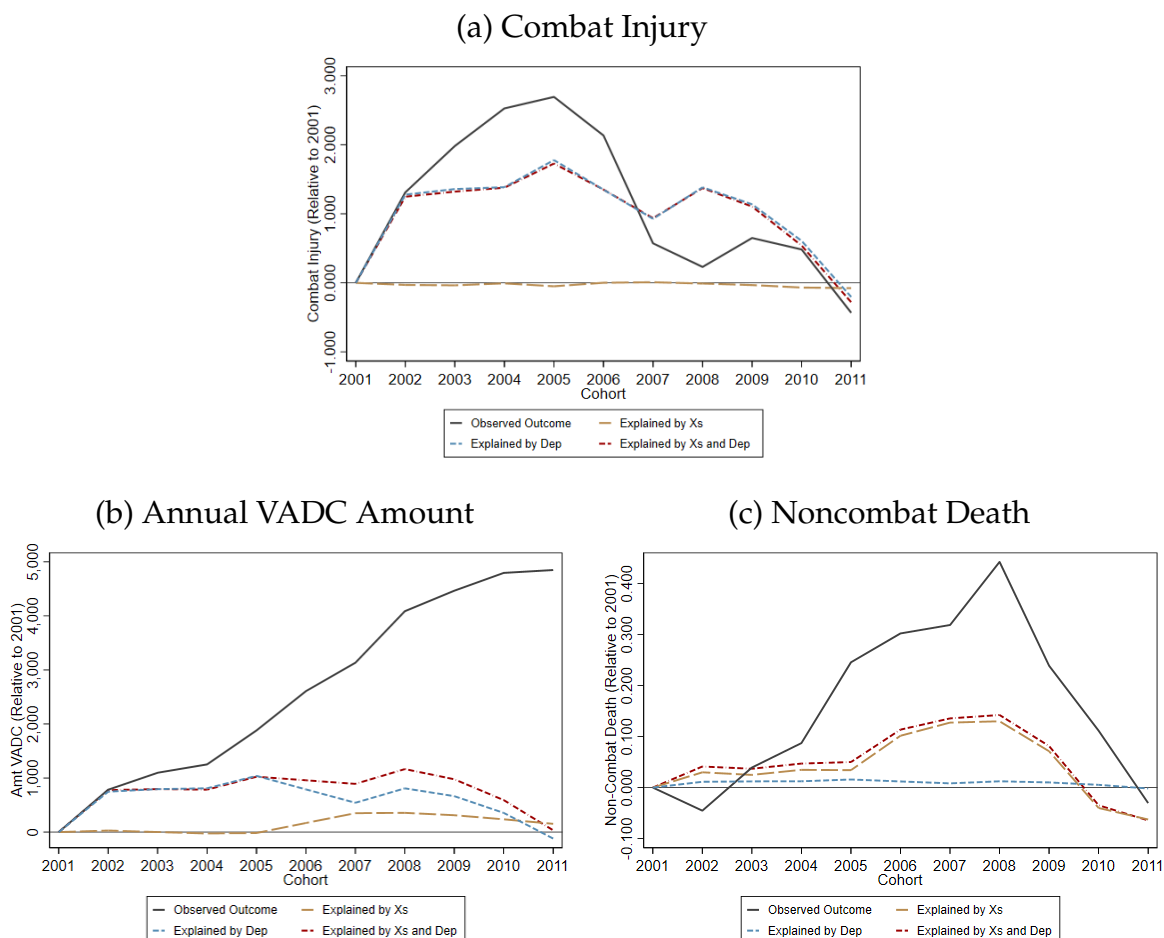 (a) Combat Injury
Combat Injury (Relative to 2001)
3.000
2.000
1.000
0.000
-1.000
2001 2002 2003 2004 2005 2006 2007 2008 2009 2010 2011
Cohort
Observed Outcome Explained by Xs
Explained by Dep Explained by Xs and Dep
(b) Annual VADC Amount
Amt VADC (Relative to 2001)
5,000
4,000
3,000
2,000
1,000
0
2001 2002 2003 2004 2005 2006 2007 2008 2009 2010 2011
Cohort
Observed Outcome Explained by Xs
Explained by Dep Explained by Xs and Dep
(c) Noncombat Death
Non-Combat Death (Relative to 2001)
0.400
0.300
0.200
0.100
0.000
-0.100
2001 2002 2003 2004 2005 2006 2007 2008 2009 2010 2011
Cohort
Observed Outcome Explained by Xs
Explained by Dep Explained by Xs and Dep